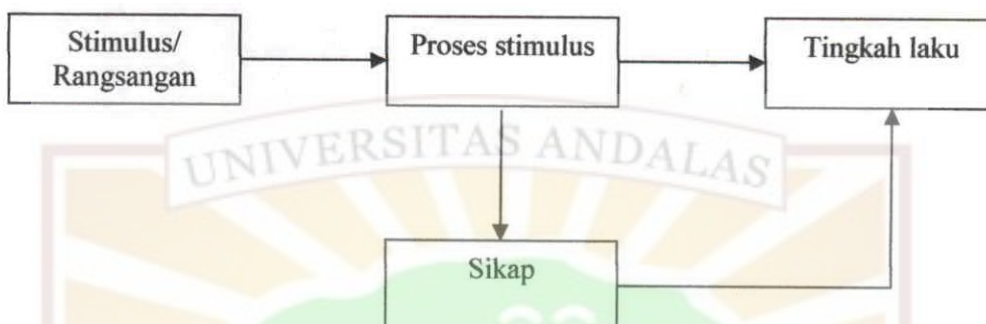 Stimulus/
Rangsangan
Proses stimulus
Tingkah laku
UNIVERSITAS ANDALAS
Sikap